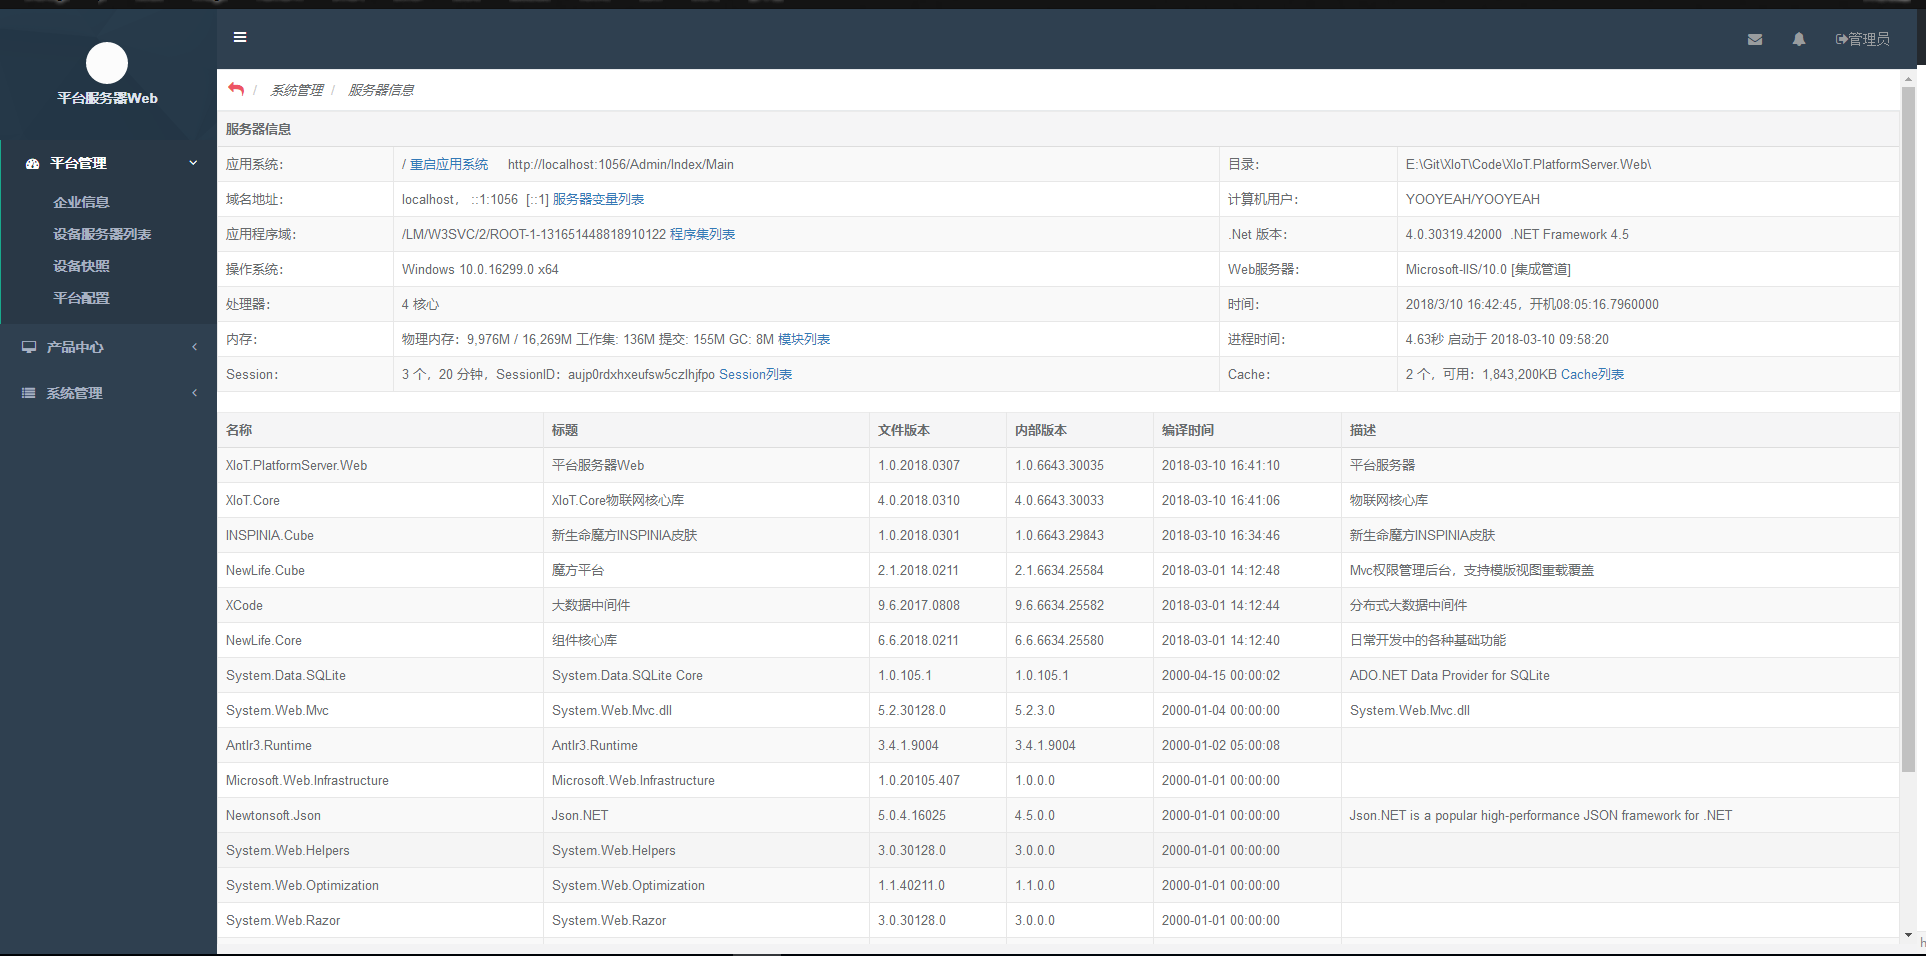 管理员
平台服务器Web
平台管理
企业信息
设备服务器列表
设备快照
平台配置
产品中心
系统管理
/ 系统管理 / 服务器信息
服务器信息
应用系统: / 重启应用系统 http://localhost:1056/Admin/Index/Main 目录: E:\Git\XIoT\Code\XIoT.PlatformServer.Web\
域名地址: localhost， ::1:1056 [::1] 服务器变量列表 计算机用户: YOOYEAH/YOOYEAH
应用程序域: /LM/W3SVC/2/ROOT-1-131651448818910122 程序集列表 .Net 版本: 4.0.30319.42000 .NET Framework 4.5
操作系统: Windows 10.0.16299.0 x64 Web服务器: Microsoft-IIS/10.0 [集成管道]
处理器: 4 核心 时间: 2018/3/10 16:42:45，开机08:05:16.7960000
内存: 物理内存：9,976M / 16,269M 工作集: 136M 提交: 155M GC: 8M 模块列表 进程时间: 4.63秒 启动于 2018-03-10 09:58:20
Session: 3 个，20 分钟，SessionID：aujp0rdxhxeufsw5czlhjfpo Session列表 Cache: 2 个，可用：1,843,200KB Cache列表
名称 标题 文件版本 内部版本 编译时间 描述
XIoT.PlatformServer.Web 平台服务器Web 1.0.2018.0307 1.0.6643.30035 2018-03-10 16:41:10 平台服务器
XIoT.Core XIoT.Core物联网核心库 4.0.2018.0310 4.0.6643.30033 2018-03-10 16:41:06 物联网核心库
INSPINIA.Cube 新生命魔方INSPINIA皮肤 1.0.2018.0301 1.0.6643.29843 2018-03-10 16:34:46 新生命魔方INSPINIA皮肤
NewLife.Cube 魔方平台 2.1.2018.0211 2.1.6634.25584 2018-03-01 14:12:48 Mvc权限管理后台，支持模版视图重载覆盖
XCode 大数据中间件 9.6.2017.0808 9.6.6634.25582 2018-03-01 14:12:44 分布式大数据中间件
NewLife.Core 组件核心库 6.6.2018.0211 6.6.6634.25580 2018-03-01 14:12:40 日常开发中的各种基础功能
System.Data.SQLite System.Data.SQLite Core 1.0.105.1 1.0.105.1 2000-04-15 00:00:02 ADO.NET Data Provider for SQLite
System.Web.Mvc System.Web.Mvc.dll 5.2.30128.0 5.2.3.0 2000-01-04 00:00:00 System.Web.Mvc.dll
Antlr3.Runtime Antlr3.Runtime 3.4.1.9004 3.4.1.9004 2000-01-02 05:00:08
Microsoft.Web.Infrastructure Microsoft.Web.Infrastructure 1.0.20105.407 1.0.0.0 2000-01-01 00:00:00
Newtonsoft.Json Json.NET 5.0.4.16025 4.5.0.0 2000-01-01 00:00:00 Json.NET is a popular high-performance JSON framework for .NET
System.Web.Helpers System.Web.Helpers 3.0.30128.0 3.0.0.0 2000-01-01 00:00:00
System.Web.Optimization System.Web.Optimization 1.1.40211.0 1.1.0.0 2000-01-01 00:00:00
System.Web.Razor System.Web.Razor 3.0.30128.0 3.0.0.0 2000-01-01 00:00:00